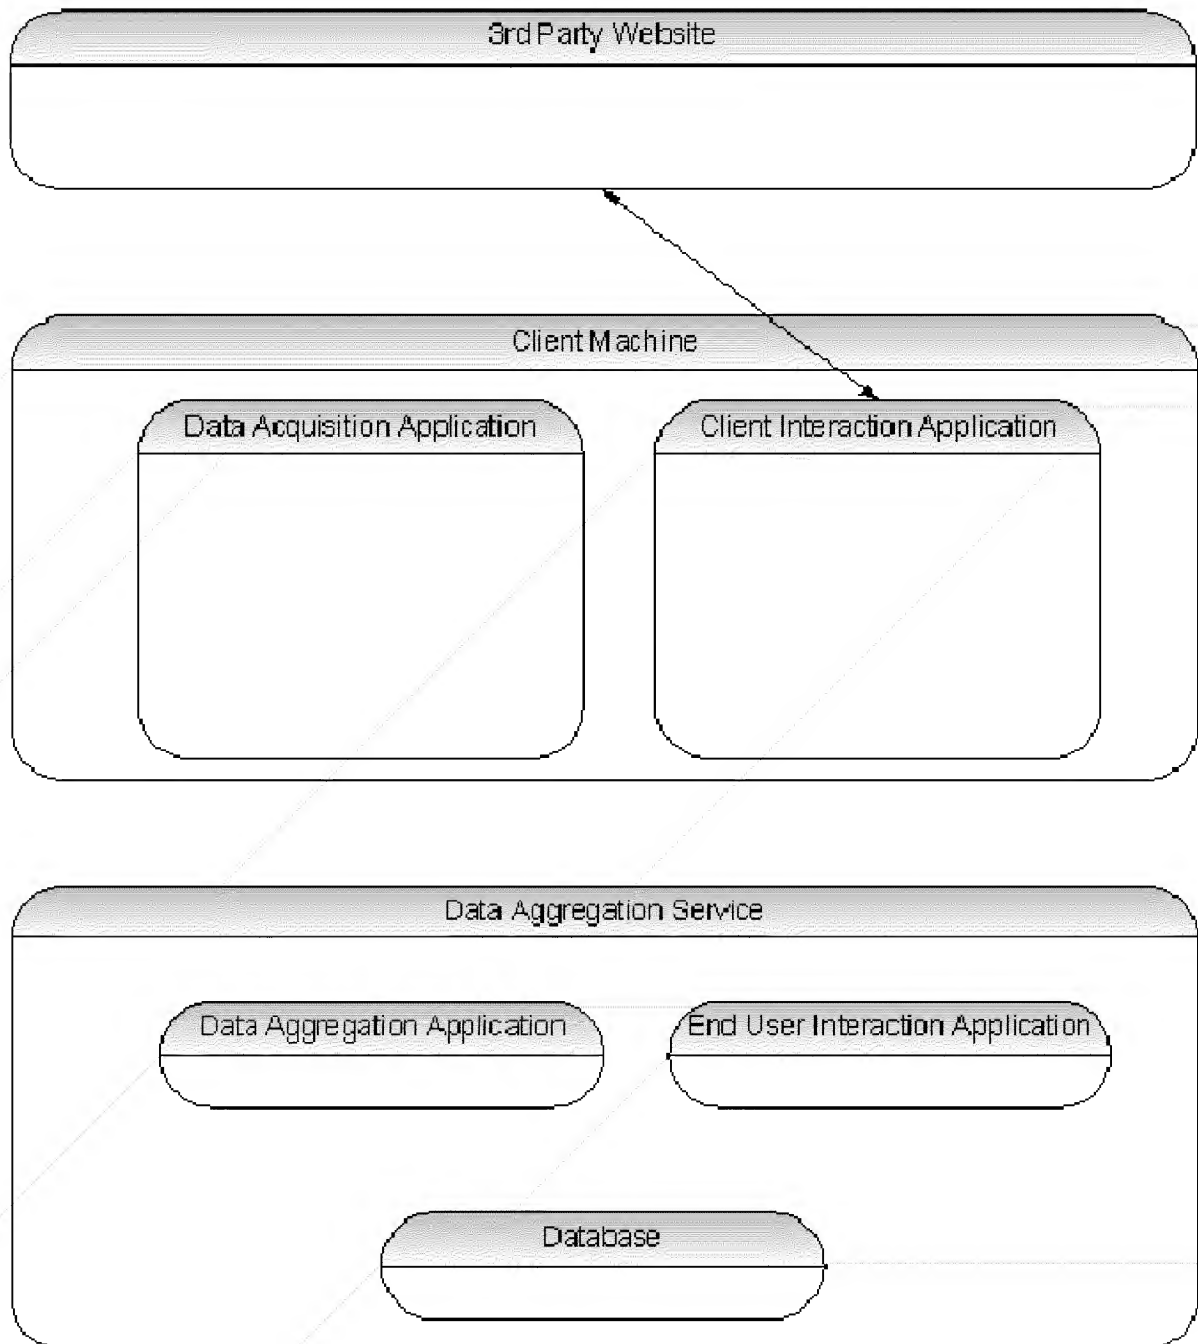 3rd Party Website
Client Machine
Data Acquisition Application
Client Interaction Application
Data Aggregation Service
Data Aggregation Application
End User Interaction Application
Database